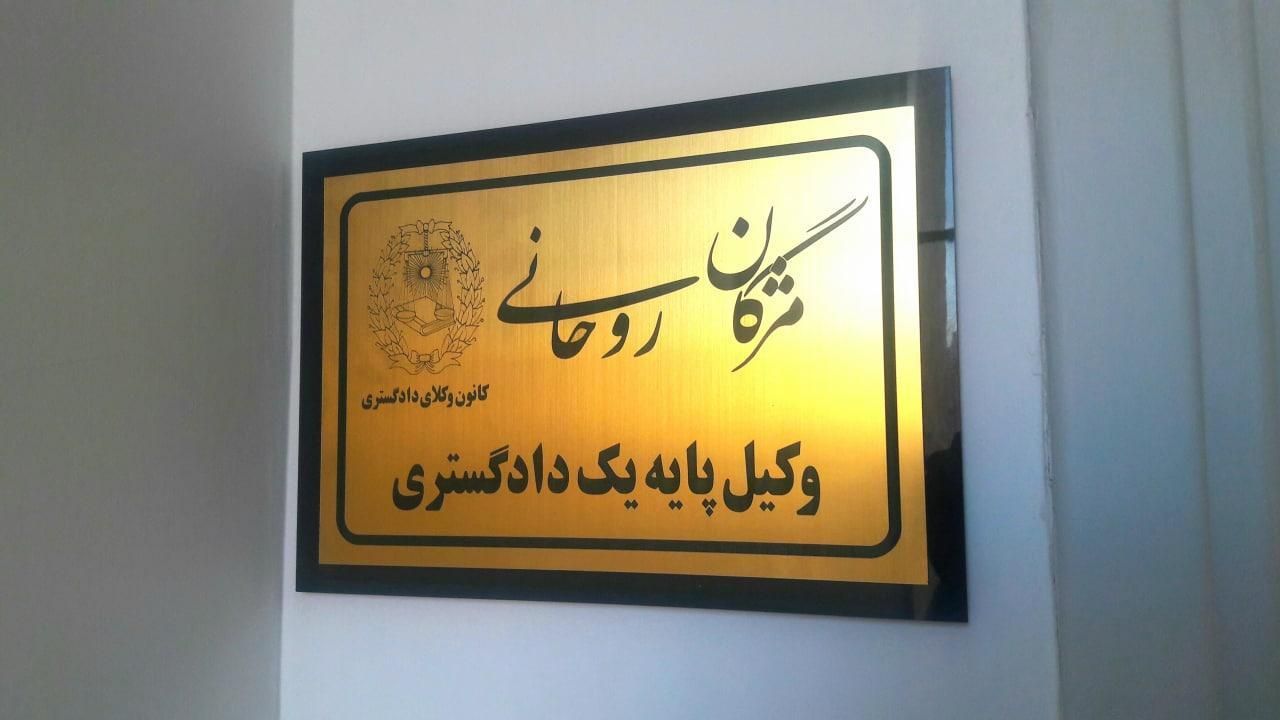 مژگان روحانی
کانون وکلای دادگستری
وکیل پایه یک دادگستری